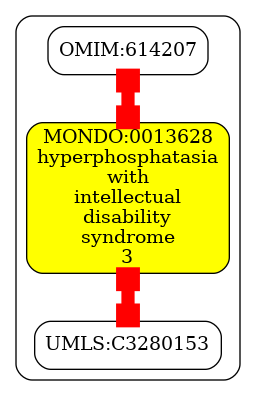 OMIM:614207
MONDO:0013628
hyperphosphatasia
with
intellectual
disability
syndrome
3
UMLS:C3280153